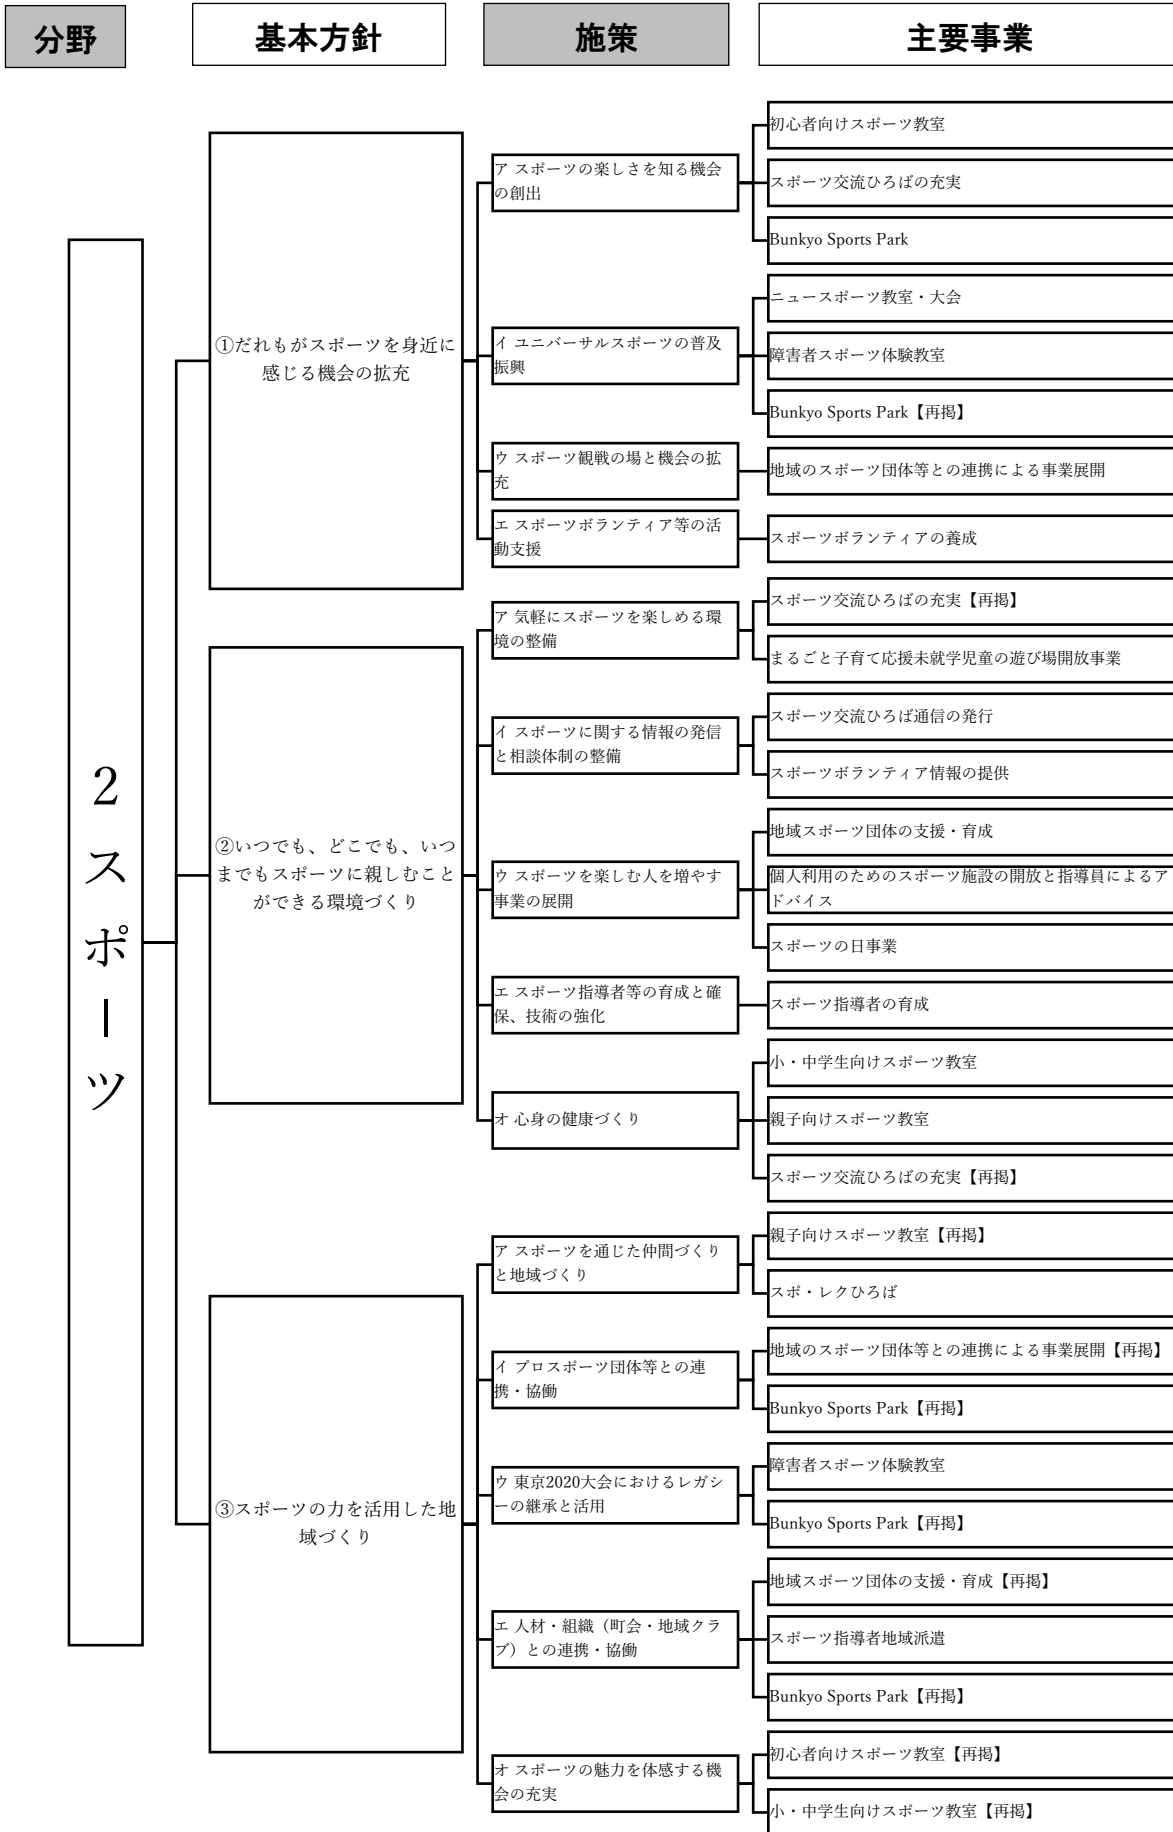 分野
基本方針
施策
主要事業
2スポーツ
①だれもがスポーツを身近に
感じる機会の拡充
ア スポーツの楽しさを知る機会
の創出
初心者向けスポーツ教室
スポーツ交流ひろばの充実
Bunkyo Sports Park
イ ユニバーサルスポーツの普及
振興
ニュースポーツ教室・大会
障害者スポーツ体験教室
Bunkyo Sports Park【再掲】
ウ スポーツ観戦の場と機会の拡
充
地域のスポーツ団体等との連携による事業展開
エ スポーツボランティア等の活
動支援
スポーツボランティアの養成
②いつでも、どこでも、いつ
までもスポーツに親しむこと
ができる環境づくり
ア 気軽にスポーツを楽しめる環
境の整備
スポーツ交流ひろばの充実【再掲】
まるごと子育て応援未就学児童の遊び場開放事業
イ スポーツに関する情報の発信
と相談体制の整備
スポーツ交流ひろば通信の発行
スポーツボランティア情報の提供
ウ スポーツを楽しむ人を増やす
事業の展開
地域スポーツ団体の支援・育成
個人利用のためのスポーツ施設の開放と指導員によるア
ドバイス
スポーツの日事業
エ スポーツ指導者等の育成と確
保、技術の強化
スポーツ指導者の育成
オ 心身の健康づくり
小・中学生向けスポーツ教室
親子向けスポーツ教室
スポーツ交流ひろばの充実【再掲】
③スポーツの力を活用した地
域づくり
ア スポーツを通じた仲間づくり
と地域づくり
親子向けスポーツ教室【再掲】
スポ・レクひろば
イ プロスポーツ団体等との連
携・協働
地域のスポーツ団体等との連携による事業展開【再掲】
Bunkyo Sports Park【再掲】
ウ 東京2020大会におけるレガシ
ーの継承と活用
障害者スポーツ体験教室
Bunkyo Sports Park【再掲】
エ 人材・組織（町会・地域クラ
ブ）との連携・協働
地域スポーツ団体の支援・育成【再掲】
スポーツ指導者地域派遣
Bunkyo Sports Park【再掲】
オ スポーツの魅力を体感する機
会の充実
初心者向けスポーツ教室【再掲】
小・中学生向けスポーツ教室【再掲】